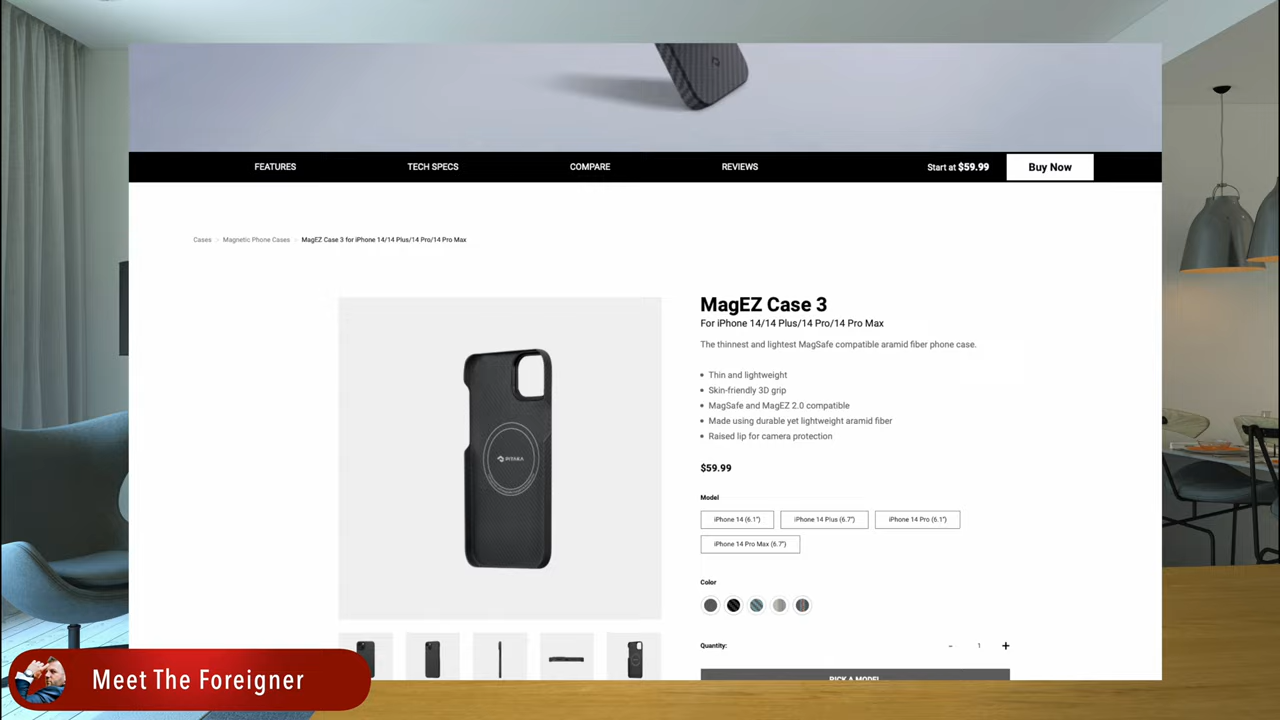 FEATURES
TECH SPECS
COMPARE
REVIEWS
Start at $59.99
Buy Now
Cases > Magnetic Phone Cases > MagEZ Case 3 for iPhone 14/14 Plus/14 Pro/14 Pro Max
MagEZ Case 3
For iPhone 14/14 Plus/14 Pro/14 Pro Max
The thinnest and lightest MagSafe compatible aramid fiber phone case.
• Thin and lightweight
• Skin-friendly 3D grip
• MagSafe and MagEZ 2.0 compatible
• Made using durable yet lightweight aramid fiber
• Raised lip for camera protection
PITAKA
$59.99
Model
iPhone 14 (6.1")
iPhone 14 Plus (6.7")
iPhone 14 Pro (6.1")
iPhone 14 Pro Max (6.7")
Color
Quantity:
- 1 +
PICK A MODEL
Meet The Foreigner